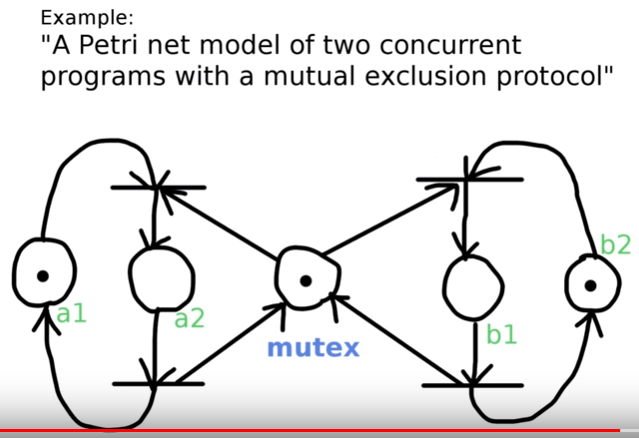 Example:
"A Petri net model of two concurrent
programs with a mutual exclusion protocol"
a1
a2
mutex
b1
b2